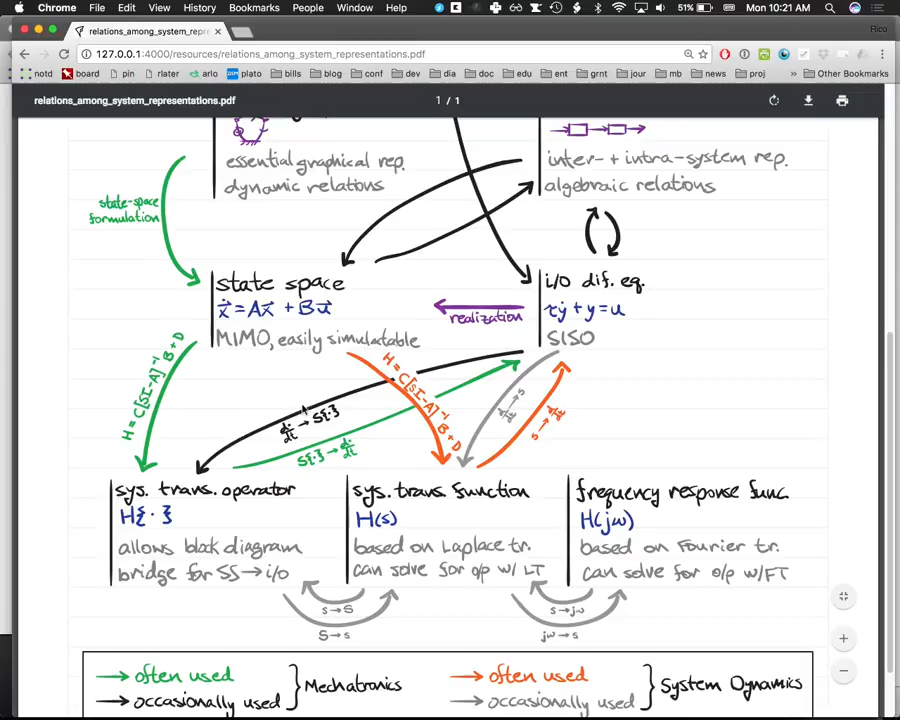 Chrome File Edit View History Bookmarks People Window Help 51% Mon 10:21 AM
relations_among_system_repre Rico
127.0.0.1:4000/resources/relations_among_system_representations.pdf
notd board pin rlater arlo plato bills blog conf dev dia doc edu ent grnt jour mb news proj Other Bookmarks
relations_among_system_representations.pdf 1 / 1
essential graphical rep.
dynamic relations
inter- + intra-system rep.
algebraic relations
state-space
formulation
state space
ẋ⃗ = Ax⃗ + Bu⃗
MIMO, easily simulatable
realization
i/o dif. eq.
τẏ + y = u
SISO
H = C[SI-A]⁻¹ B + D
H = C[sI-A]⁻¹ B + D
d·/dt → S{·}
S{·} → d·/dt
d/dt → s
s → d/dt
sys. trans. operator
H{·}
allows block diagram
bridge for SS → i/o
sys. trans. function
H(s)
based on Laplace tr.
can solve for o/p w/ LT
frequency response func.
H(jω)
based on Fourier tr.
can solve for o/p w/FT
s → S
S → s
s → jω
jω → s
often used
occasionally used
Mechatronics
often used
occasionally used
System Dynamics